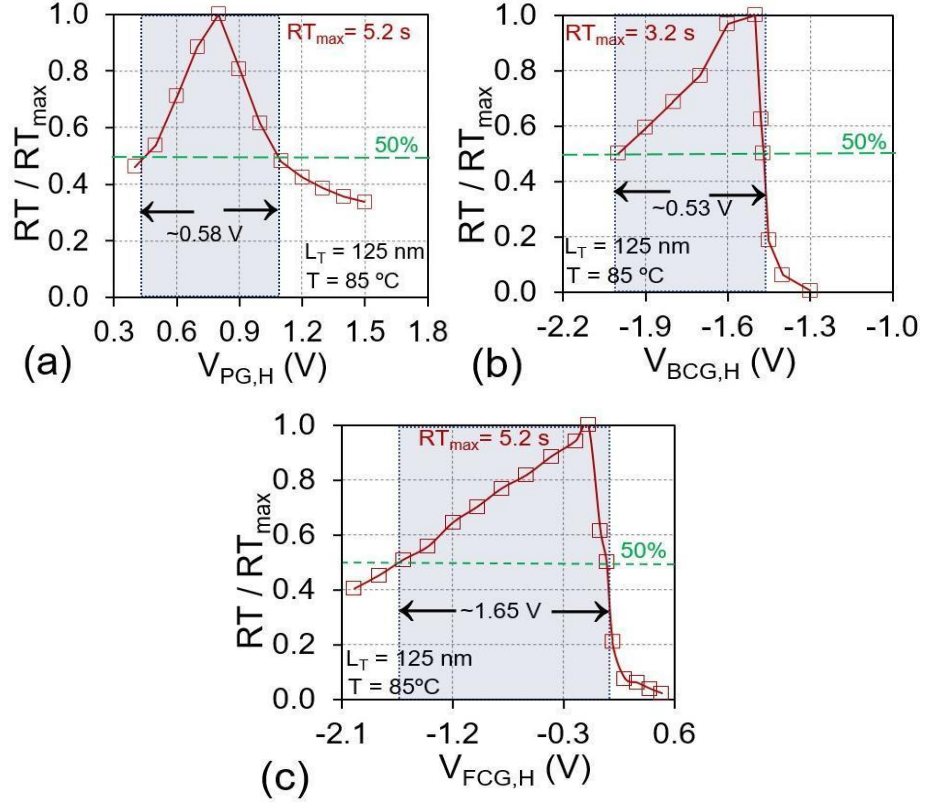 RT / RT_max
1.0
0.8
0.6
0.4
0.2
0.0
RT_max= 5.2 s
50%
~0.58 V
L_T = 125 nm
T = 85 ºC
0.3 0.6 0.9 1.2 1.5 1.8
V_PG,H (V)
(a)
RT / RT_max
1.0
0.8
0.6
0.4
0.2
0.0
RT_max= 3.2 s
50%
~0.53 V
L_T = 125 nm
T = 85 ºC
-2.2 -1.9 -1.6 -1.3 -1.0
V_BCG,H (V)
(b)
RT / RT_max
1.0
0.8
0.6
0.4
0.2
0.0
RT_max= 5.2 s
50%
~1.65 V
L_T = 125 nm
T = 85ºC
-2.1 -1.2 -0.3 0.6
V_FCG,H (V)
(c)